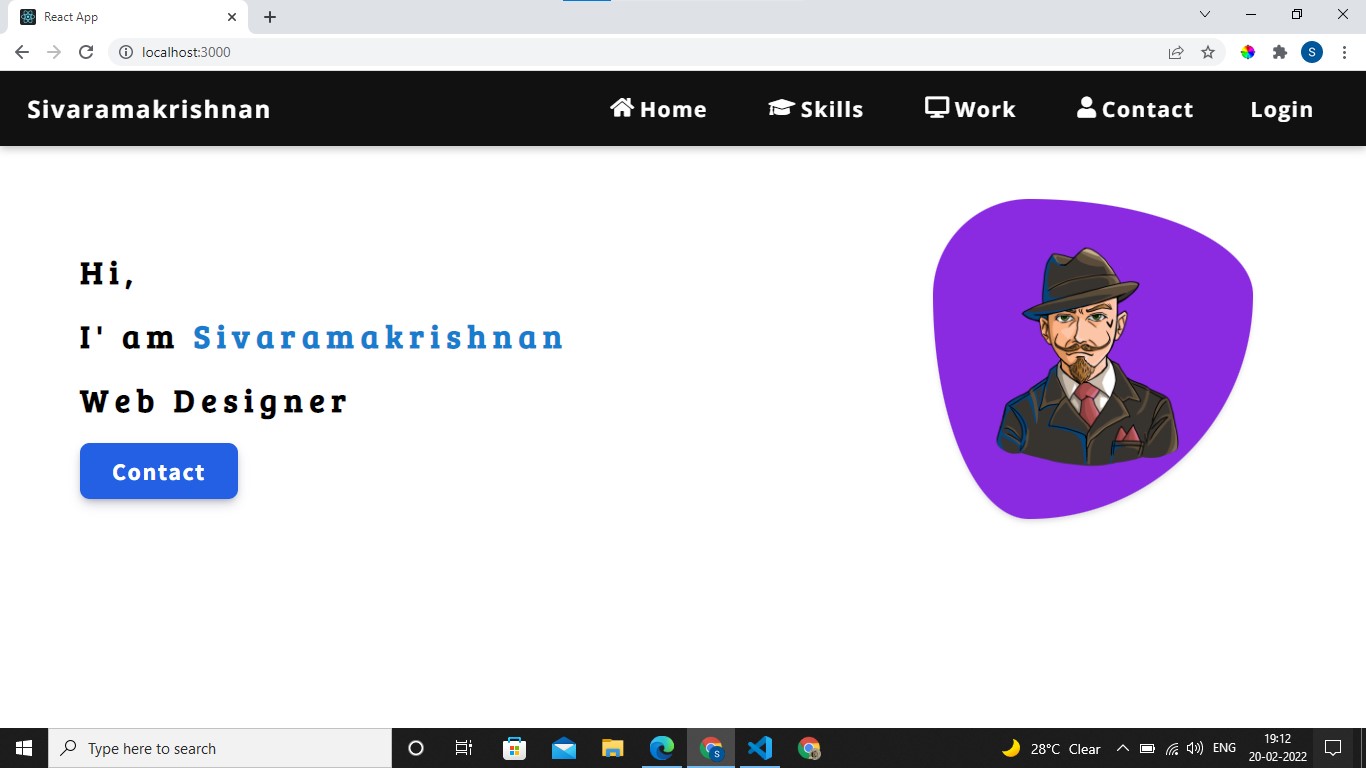 React App
localhost:3000
S
Sivaramakrishnan
Home
Skills
Work
Contact
Login
Hi,
I' am Sivaramakrishnan
Web Designer
Contact
Type here to search
S
28°C Clear
ENG
19:12
20-02-2022